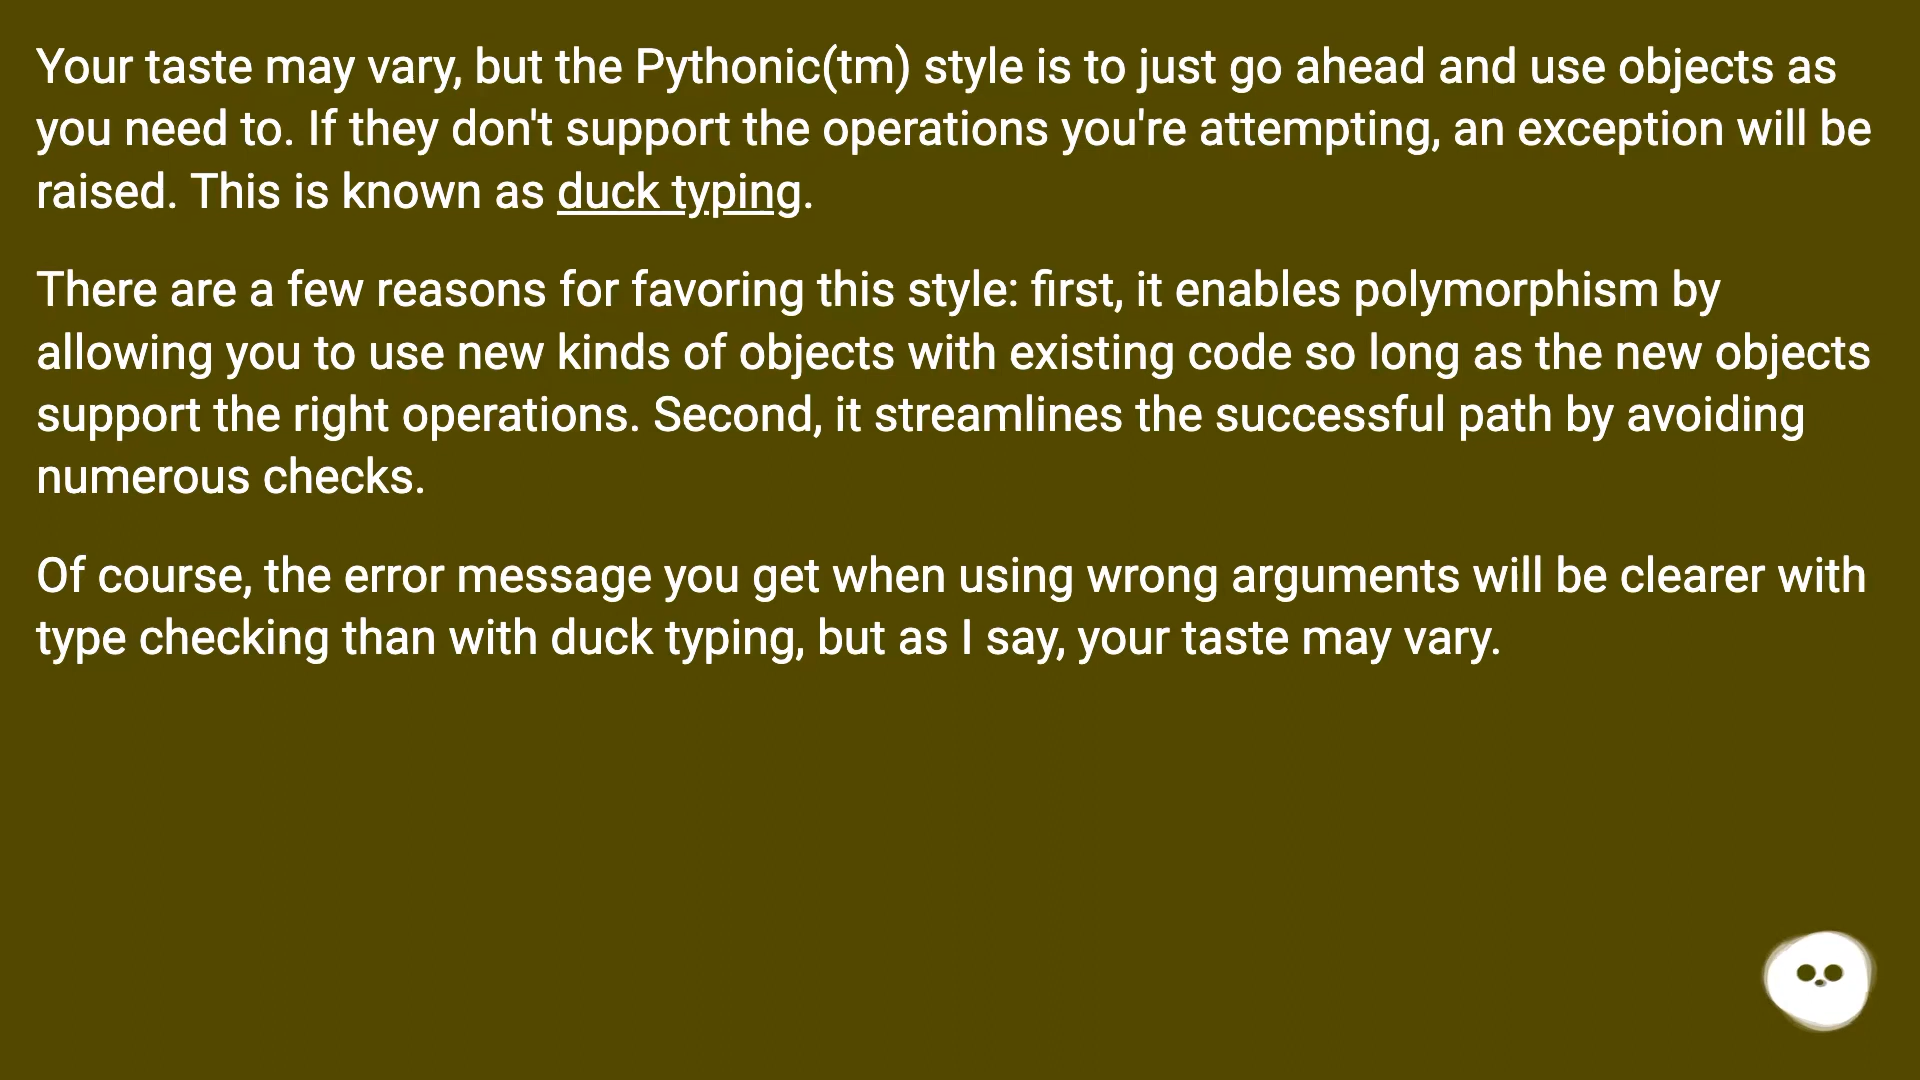 Your taste may vary, but the Pythonic(tm) style is to just go ahead and use objects as
you need to. If they don't support the operations you're attempting, an exception will be
raised. This is known as duck typing.
There are a few reasons for favoring this style: first, it enables polymorphism by
allowing you to use new kinds of objects with existing code so long as the new objects
support the right operations. Second, it streamlines the successful path by avoiding
numerous checks.
Of course, the error message you get when using wrong arguments will be clearer with
type checking than with duck typing, but as I say, your taste may vary.